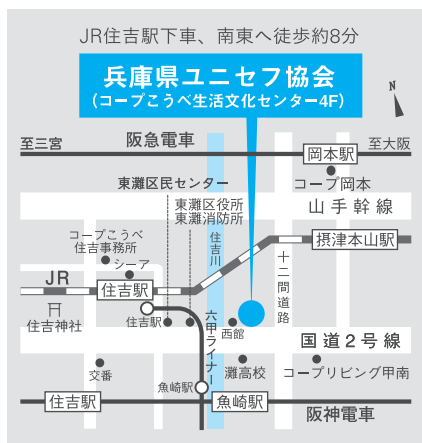 JR住吉駅下車、南東へ徒歩約8分
兵庫県ユニセフ協会
(コープこうべ生活文化センター4F)
N
至三宮
阪急電車
至大阪
岡本駅
コープ岡本
東灘区民センター
東灘区役所
東灘消防所
山手幹線
コープこうべ
住吉事務所
シーア
住吉川
十二間道路
摂津本山駅
JR
住吉駅
住吉神社
住吉駅
六甲ライナー
西館
国道2号線
交番
灘高校
コープリビング甲南
魚崎駅
住吉駅
魚崎駅
阪神電車